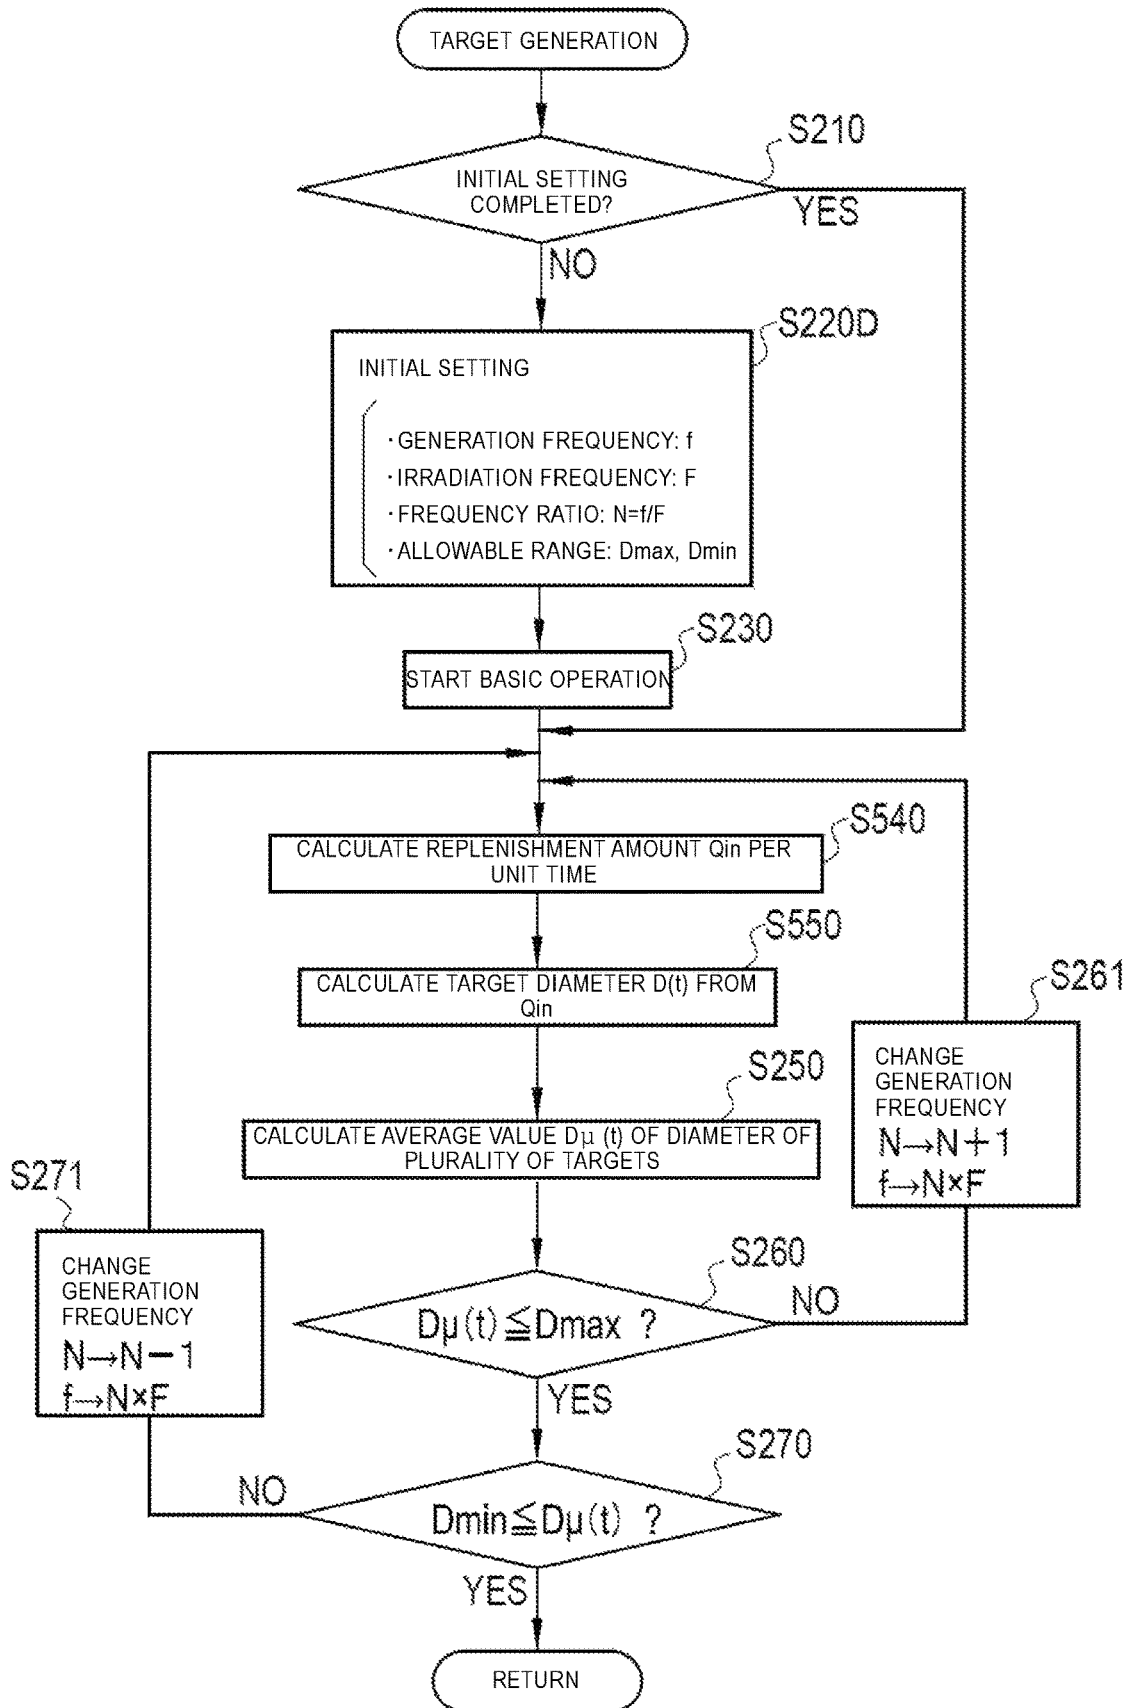 TARGET GENERATION
S210
INITIAL SETTING
COMPLETED?
YES
NO
S220D
INITIAL SETTING
・GENERATION FREQUENCY: f
・IRRADIATION FREQUENCY: F
・FREQUENCY RATIO: N=f/F
・ALLOWABLE RANGE: Dmax, Dmin
S230
START BASIC OPERATION
S540
CALCULATE REPLENISHMENT AMOUNT Qin PER
UNIT TIME
S550
CALCULATE TARGET DIAMETER D(t) FROM
Qin
S261
CHANGE
GENERATION
FREQUENCY
N→N+1
f→N×F
S250
CALCULATE AVERAGE VALUE Dμ (t) OF DIAMETER OF
PLURALITY OF TARGETS
S271
CHANGE
GENERATION
FREQUENCY
N→N−1
f→N×F
S260
Dμ(t)≦Dmax ?
NO
YES
S270
Dmin≦Dμ(t) ?
NO
YES
RETURN